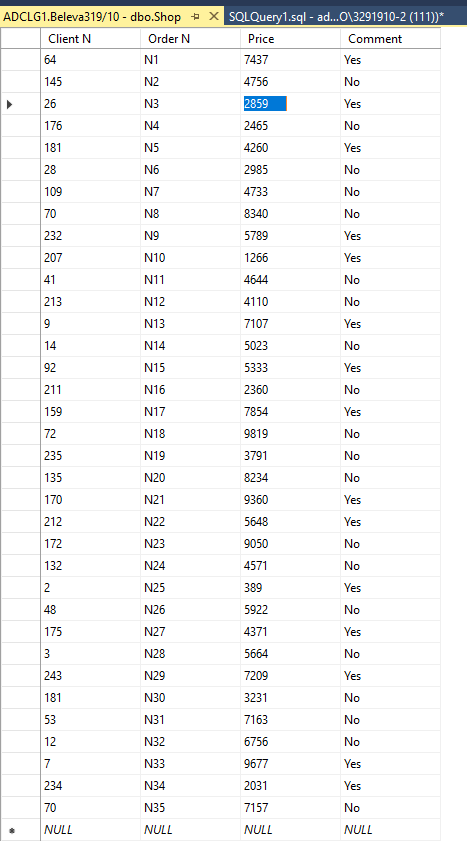 ADCLG1.Beleva319/10 - dbo.Shop SQLQuery1.sql - ad...O\3291910-2 (111))*
Client N Order N Price Comment
64 N1 7437 Yes
145 N2 4756 No
26 N3 2859 Yes
176 N4 2465 No
181 N5 4260 Yes
28 N6 2985 No
109 N7 4733 No
70 N8 8340 No
232 N9 5789 Yes
207 N10 1266 Yes
41 N11 4644 No
213 N12 4110 No
9 N13 7107 Yes
14 N14 5023 No
92 N15 5333 Yes
211 N16 2360 No
159 N17 7854 Yes
72 N18 9819 No
235 N19 3791 No
135 N20 8234 No
170 N21 9360 Yes
212 N22 5648 Yes
172 N23 9050 No
132 N24 4571 No
2 N25 389 Yes
48 N26 5922 No
175 N27 4371 Yes
3 N28 5664 No
243 N29 7209 Yes
181 N30 3231 No
53 N31 7163 No
12 N32 6756 No
7 N33 9677 Yes
234 N34 2031 Yes
70 N35 7157 No
NULL NULL NULL NULL